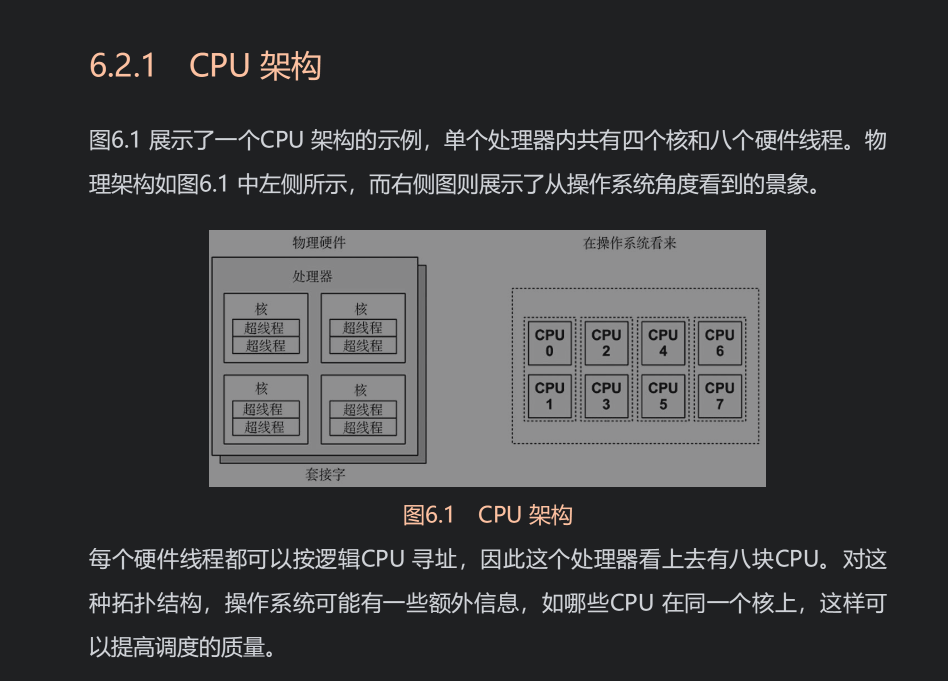 6.2.1 CPU 架构
图6.1 展示了一个CPU 架构的示例，单个处理器内共有四个核和八个硬件线程。物
理架构如图6.1 中左侧所示，而右侧图则展示了从操作系统角度看到的景象。
物理硬件
处理器
核
超线程
超线程
核
超线程
超线程
核
超线程
超线程
核
超线程
超线程
套接字
在操作系统看来
CPU
0
CPU
2
CPU
4
CPU
6
CPU
1
CPU
3
CPU
5
CPU
7
图6.1 CPU 架构
每个硬件线程都可以按逻辑CPU 寻址，因此这个处理器看上去有八块CPU。对这
种拓扑结构，操作系统可能有一些额外信息，如哪些CPU 在同一个核上，这样可
以提高调度的质量。